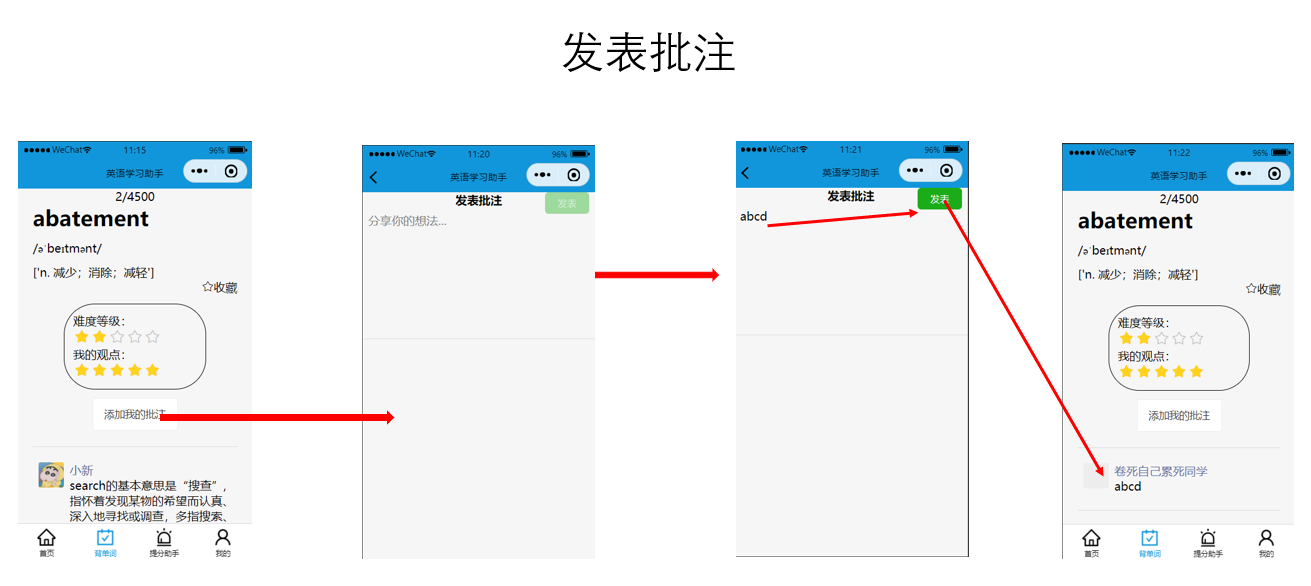 发表批注
WeChat 11:15 96%
英语学习助手
2/4500
abatement
/əˈbeɪtmənt/
['n. 减少；消除；减轻']
收藏
难度等级：
我的观点：
添加我的批注
小新
search的基本意思是“搜查”，
指怀着发现某物的希望而认真、
深入地寻找或调查，多指搜索、
首页 背单词 提分助手 我的
WeChat 11:20 96%
英语学习助手
发表批注 发表
分享你的想法...
WeChat 11:21 96%
英语学习助手
发表批注 发表
abcd
WeChat 11:22 96%
英语学习助手
2/4500
abatement
/əˈbeɪtmənt/
['n. 减少；消除；减轻']
收藏
难度等级：
我的观点：
添加我的批注
卷死自己累死同学
abcd
首页 背单词 提分助手 我的